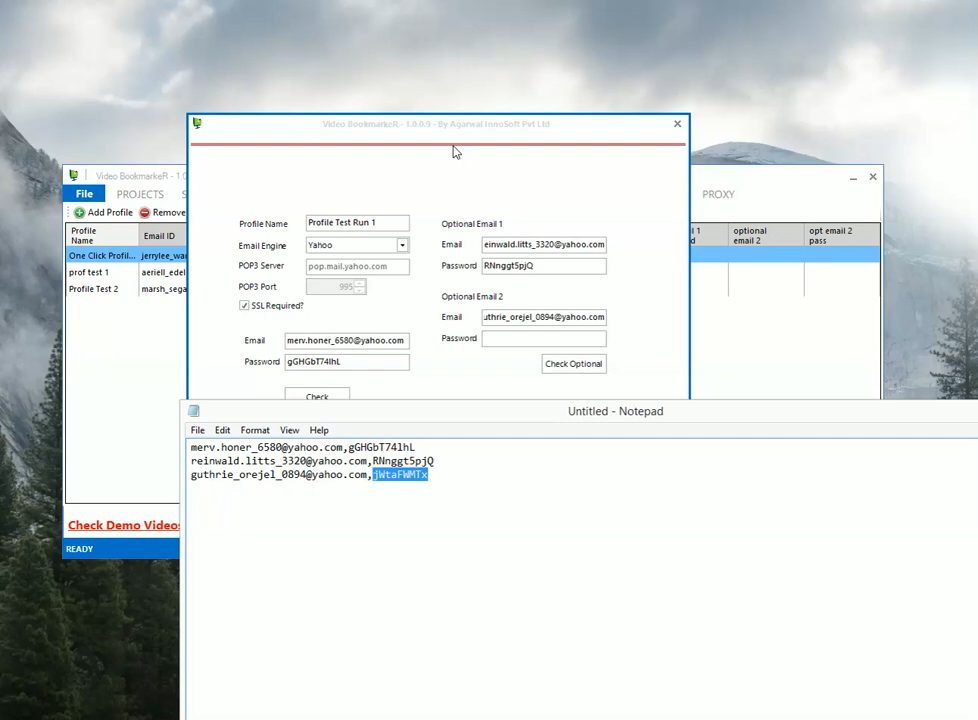 Video BookmarkeR - 1.0.0.9 - By Agarwal InnoSoft Pvt Ltd
Video BookmarkeR - 1.0
File
PROJECTS
PROXY
Add Profile
Remove
Profile Name
Email ID
optional email 2
opt email 2 pass
One Click Profil...
jerrylee_wa
prof test 1
aeriell_edel
Profile Test 2
marsh_sega
Profile Name
Profile Test Run 1
Email Engine
Yahoo
POP3 Server
pop.mail.yahoo.com
POP3 Port
995
SSL Required?
Email
merv.honer_6580@yahoo.com
Password
gGHGbT74lhL
Check
Optional Email 1
Email
einwald.litts_3320@yahoo.com
Password
RNnggt5pjQ
Optional Email 2
Email
uthrie_orejel_0894@yahoo.com
Password
Check Optional
Check Demo Videos
READY
Untitled - Notepad
File Edit Format View Help
merv.honer_6580@yahoo.com,gGHGbT74lhL
reinwald.litts_3320@yahoo.com,RNnggt5pjQ
guthrie_orejel_0894@yahoo.com,jWtaFWMTx